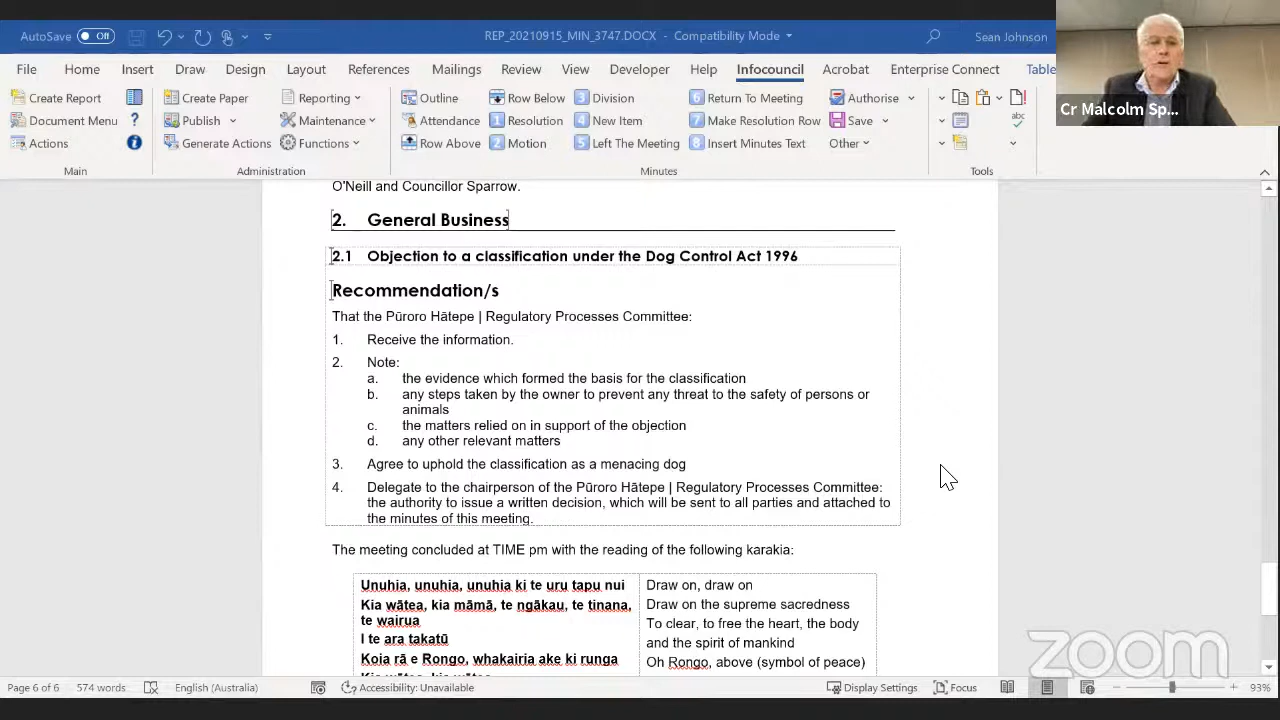 AutoSave Off
REP_20210915_MIN_3747.DOCX - Compatibility Mode
Sean Johnson
File Home Insert Draw Design Layout References Mailings Review View Developer Help Infocouncil Acrobat Enterprise Connect Table
Create Report Create Paper Reporting Outline Row Below 3 Division 6 Return To Meeting Authorise
Document Menu ? Publish Maintenance Attendance 1 Resolution 4 New Item 7 Make Resolution Row Save abc
Actions Generate Actions Functions Row Above 2 Motion 5 Left The Meeting 8 Insert Minutes Text Other
Main Administration Minutes Tools
Cr Malcolm Sp...
O'Neill and Councillor Sparrow.
2. General Business
2.1 Objection to a classification under the Dog Control Act 1996
Recommendation/s
That the Pūroro Hātepe | Regulatory Processes Committee:
1. Receive the information.
2. Note:
a. the evidence which formed the basis for the classification
b. any steps taken by the owner to prevent any threat to the safety of persons or
animals
c. the matters relied on in support of the objection
d. any other relevant matters
3. Agree to uphold the classification as a menacing dog
4. Delegate to the chairperson of the Pūroro Hātepe | Regulatory Processes Committee:
the authority to issue a written decision, which will be sent to all parties and attached to
the minutes of this meeting.
The meeting concluded at TIME pm with the reading of the following karakia:
Unuhia, unuhia, unuhia ki te uru tapu nui
Kia wātea, kia māmā, te ngākau, te tinana,
te wairua
I te ara takatū
Koia rā e Rongo, whakairia ake ki runga
Draw on, draw on
Draw on the supreme sacredness
To clear, to free the heart, the body
and the spirit of mankind
Oh Rongo, above (symbol of peace)
zoom
Page 6 of 6 574 words English (Australia) Accessibility: Unavailable Display Settings Focus 93%